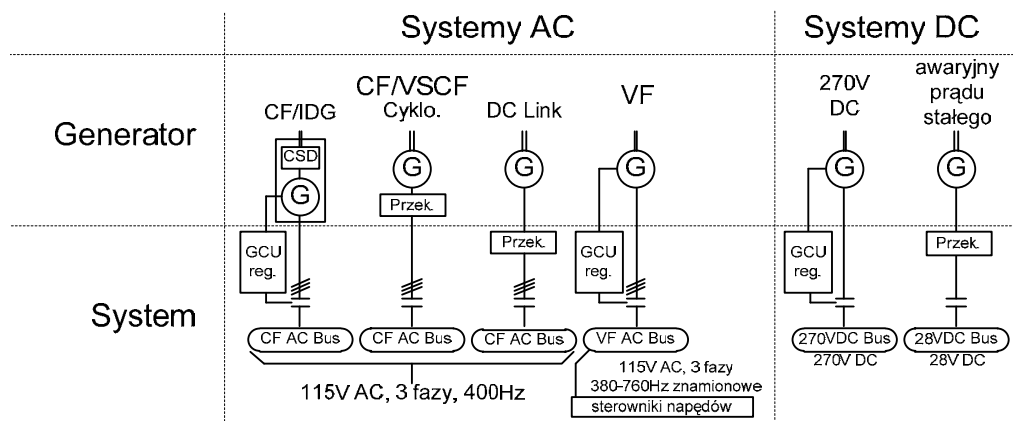 Systemy AC
Systemy DC
Generator
CF/IDG
CSD
G
CF/VSCF
Cyklo.
G
Przek.
DC Link
G
VF
G
270V
DC
G
awaryjny
prądu
stałego
G
System
GCU
reg.
Przek.
GCU
reg.
GCU
reg.
Przek.
CF AC Bus
CF AC Bus
CF AC Bus
VF AC Bus
270VDC Bus
28VDC Bus
270V DC
28V DC
115V AC, 3 fazy, 400Hz
115V AC, 3 fazy
380-760Hz znamionowe
sterowniki napędów